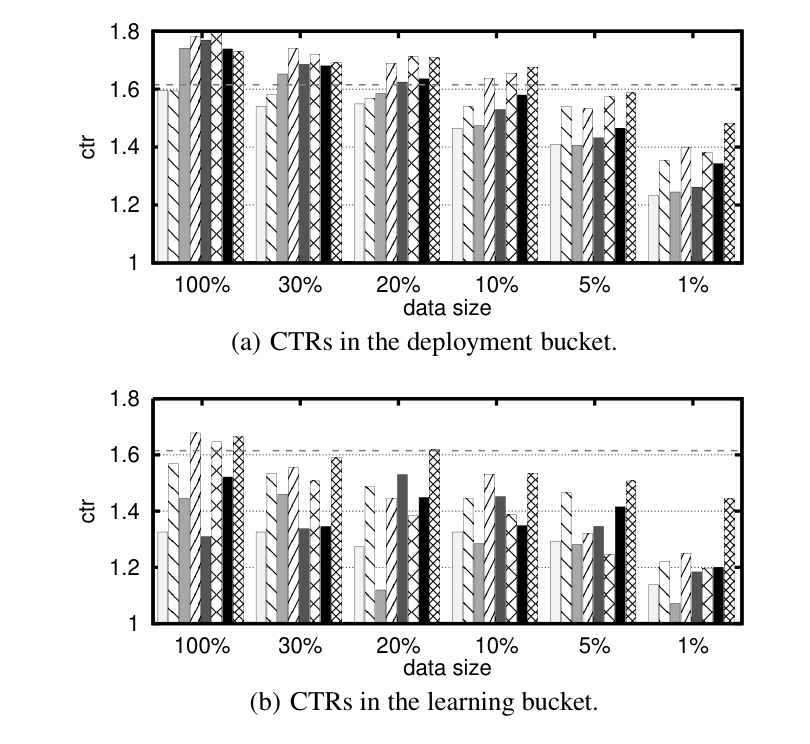 1.8
1.6
1.4
1.2
1
ctr
100% 30% 20% 10% 5% 1%
data size
(a) CTRs in the deployment bucket.
1.8
1.6
1.4
1.2
1
ctr
100% 30% 20% 10% 5% 1%
data size
(b) CTRs in the learning bucket.